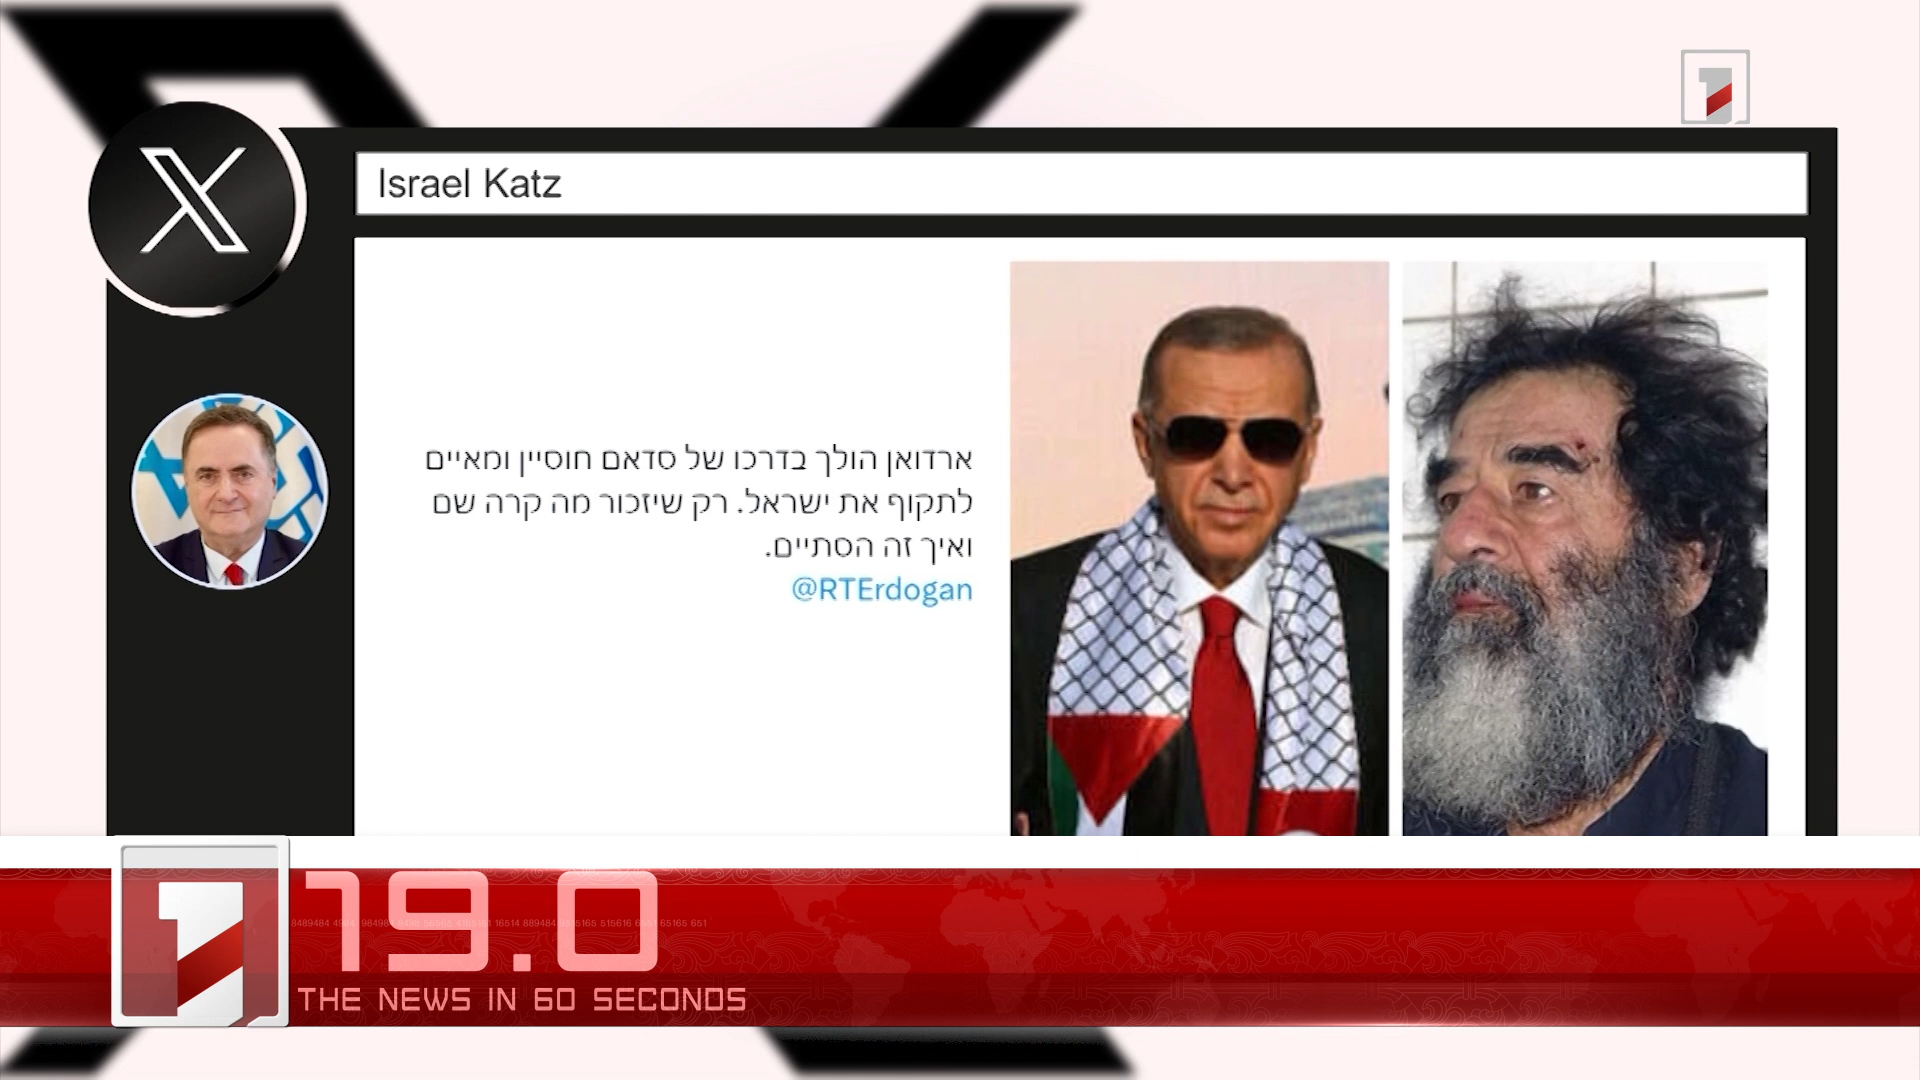 Israel Katz
ארדואן הולך בדרכו של סדאם חוסיין ומאיים
לתקוף את ישראל. רק שיזכור מה קרה שם
ואיך זה הסתיים.
@RTErdogan
19.0
THE NEWS IN 60 SECONDS